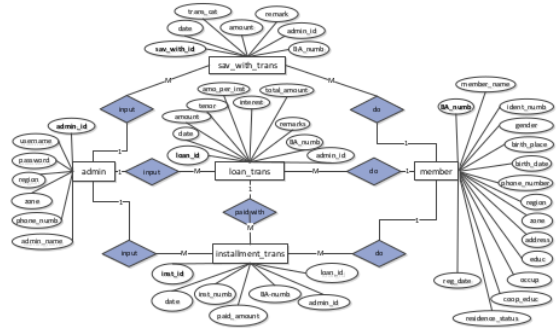 trans_cat
remark
date
amount
admin_id
sav_with_id
BA_numb
sav_with_trans
M
M
input
do
1
1
amo_per_inst
total_amount
tenor
interest
amount
remarks
date
BA_numb
loan_id
admin_id
admin_id
username
password
region
zone
phone_numb
admin_name
admin
1
input
M
loan_trans
M
do
1
member
member_name
BA_numb
ident_numb
gender
birth_place
birth_date
phone_number
region
zone
address
educ
occup
coop_educ
residence_status
reg_date
1
paid with
M
1
1
input
M
installment_trans
M
do
inst_id
loan_id
date
inst_numb
BA-numb
admin_id
paid_amount